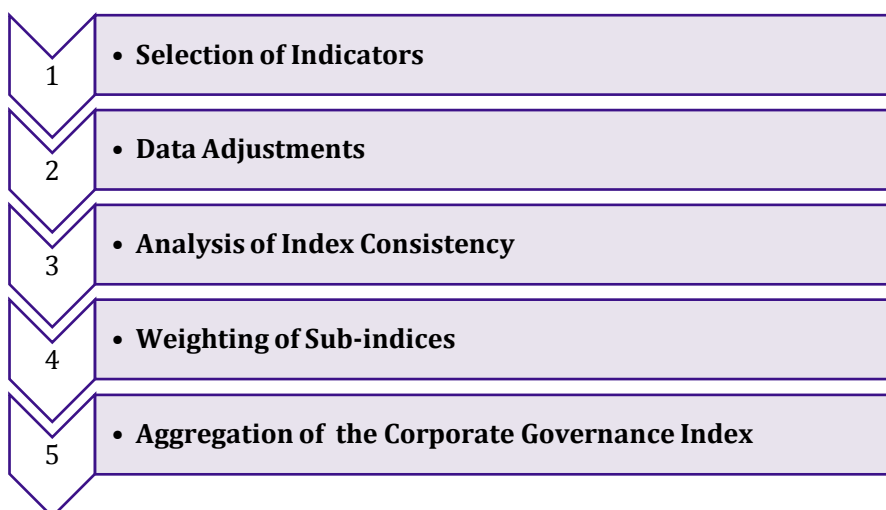 1
• Selection of Indicators
2
• Data Adjustments
3
• Analysis of Index Consistency
4
• Weighting of Sub-indices
5
• Aggregation of the Corporate Governance Index